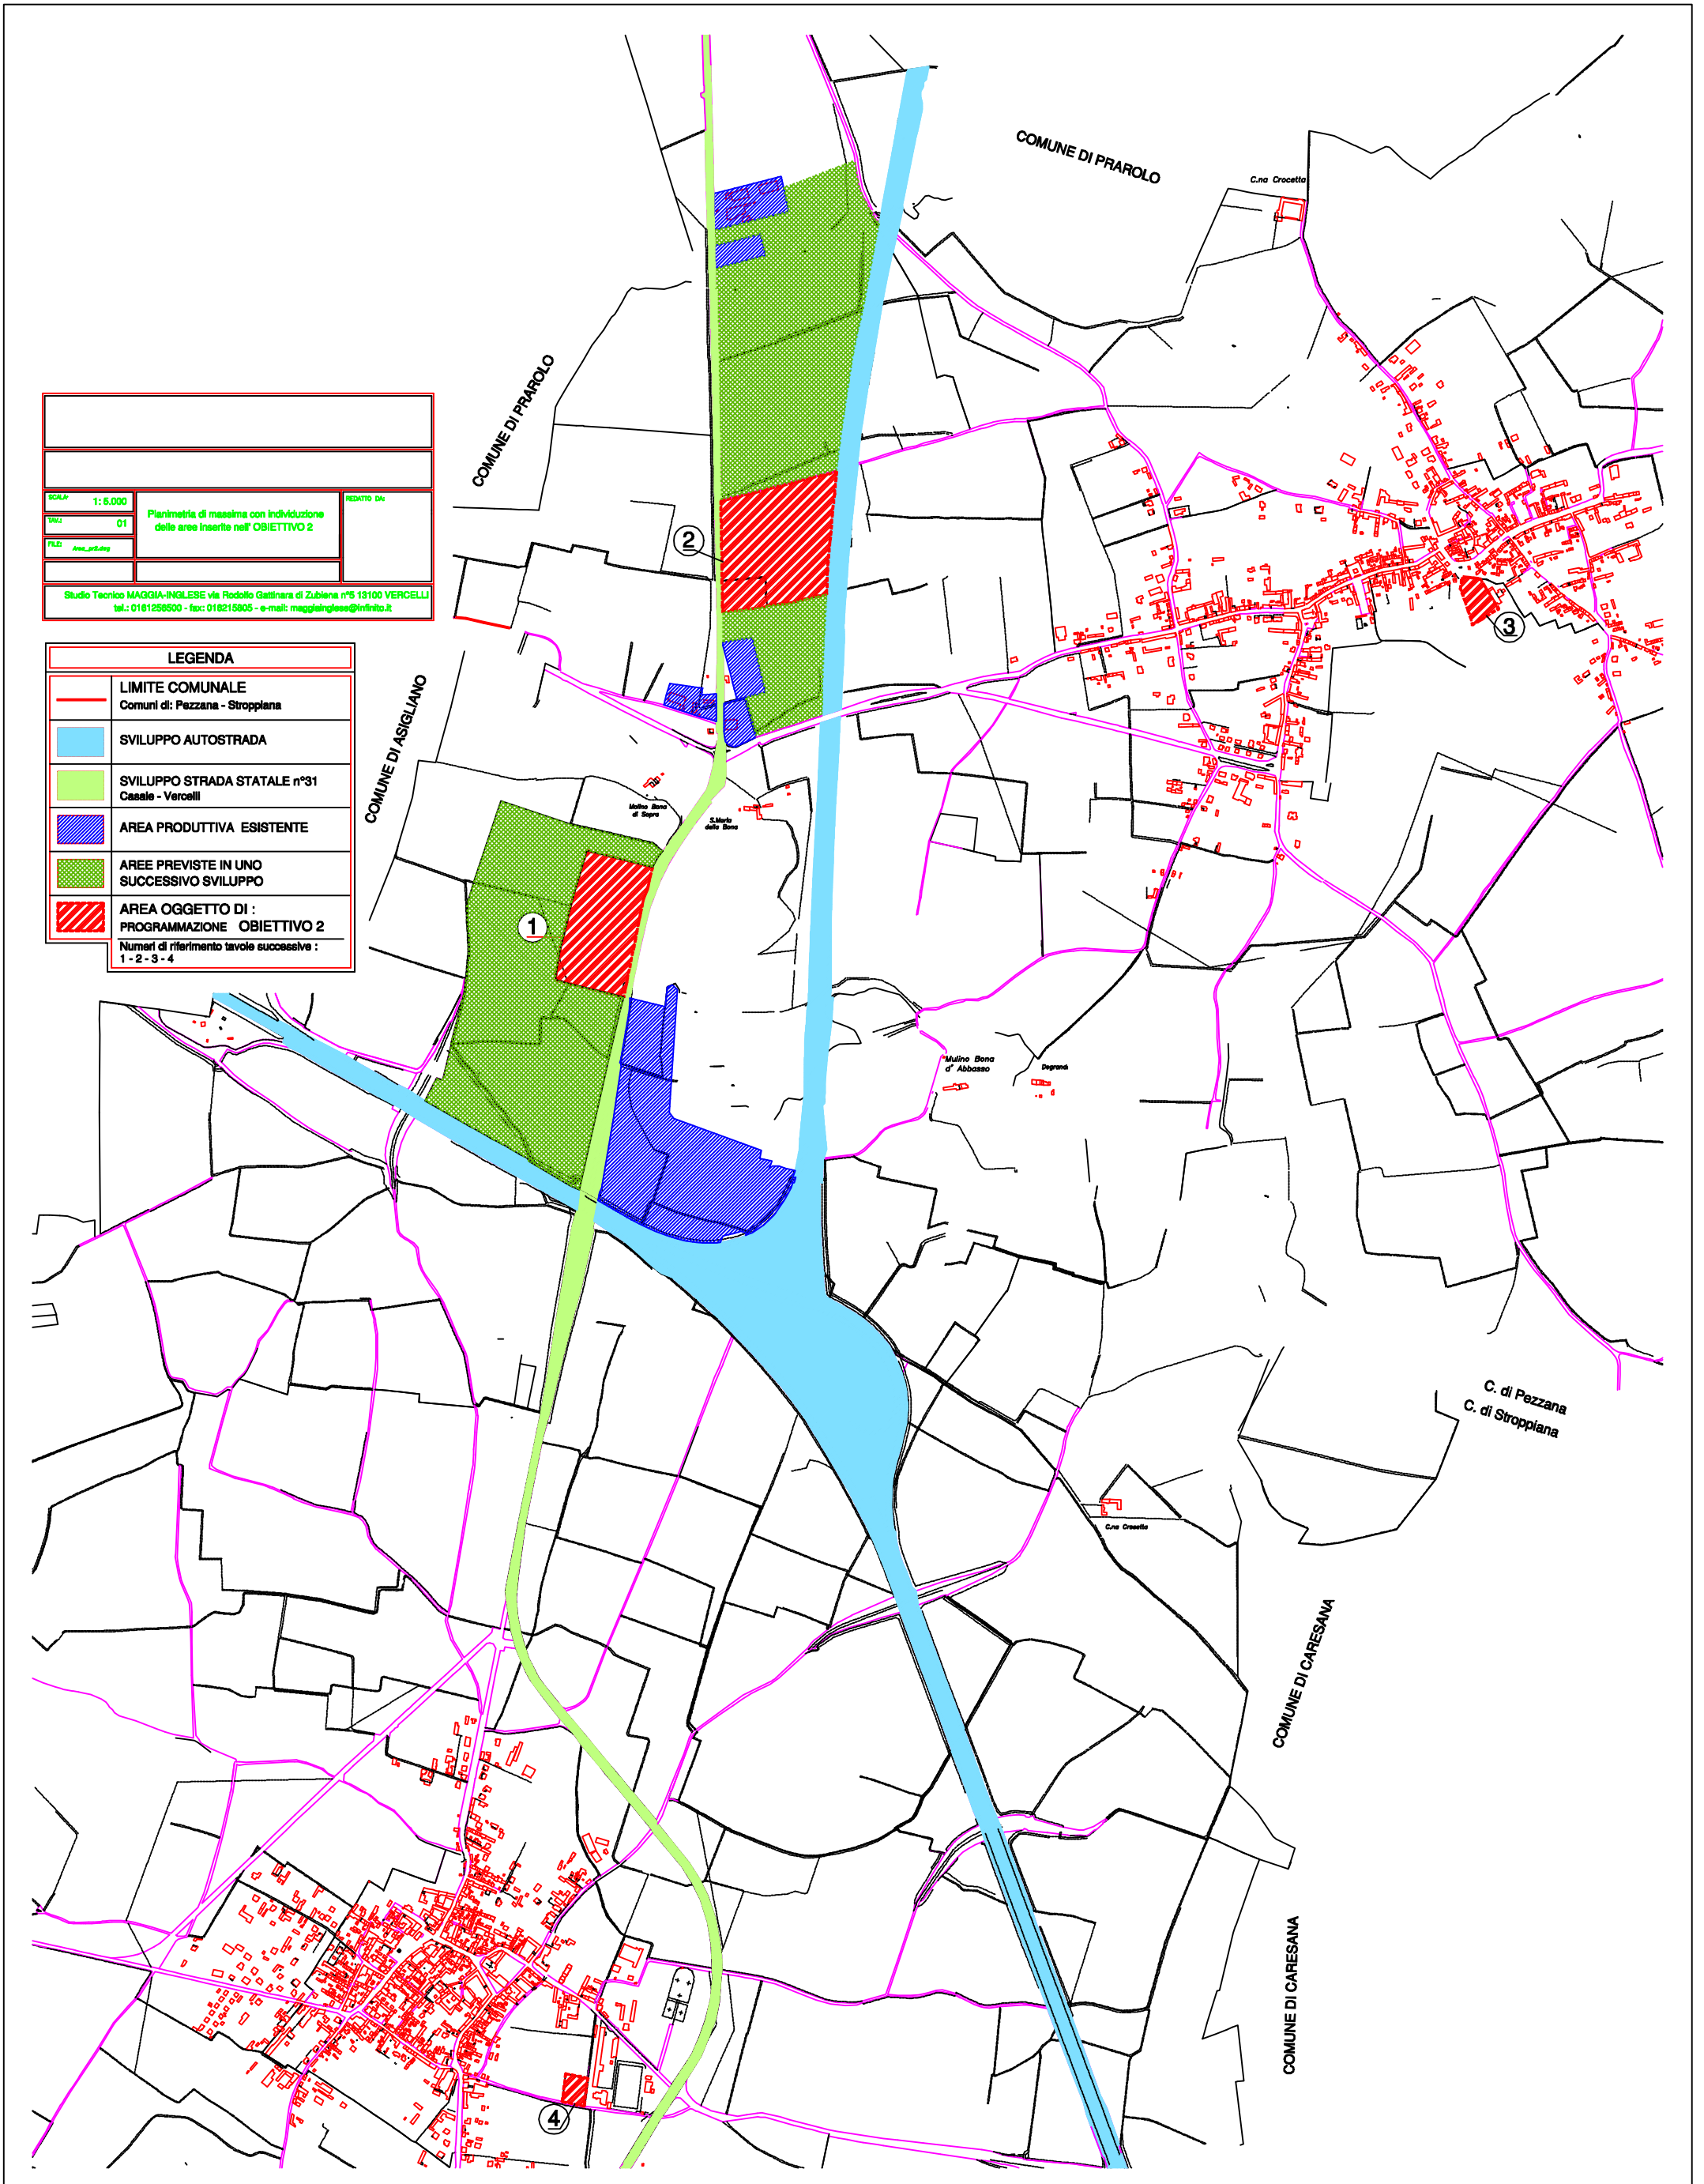 COMUNE DI PRAROLO
C.na Crocetta
COMUNE DI PRAROLO
SCALA:
1: 5.000
TAV.:
01
FILE:
Planimetria di massima con individuzione
delle aree inserite nell' OBIETTIVO 2
REDATTO DA:
Studio Tecnico MAGGIA-INGLESE via Rodolfo Gattinara di Zubiena n°5 13100 VERCELLI
tel.: 0161256500 - fax: 016215805 - e-mail: maggiainglese@infinito.it
2
3
LEGENDA
LIMITE COMUNALE
Comuni di: Pezzana - Stroppiana
SVILUPPO AUTOSTRADA
SVILUPPO STRADA STATALE n°31
Casale - Vercelli
AREA PRODUTTIVA ESISTENTE
AREE PREVISTE IN UNO
SUCCESSIVO SVILUPPO
AREA OGGETTO DI :
PROGRAMMAZIONE OBIETTIVO 2
Numeri di riferimento tavole successive :
1 - 2 - 3 - 4
COMUNE DI ASIGLIANO
Molino Bona
di Sopra
S.Maria
della Bona
1
Mulino Bona
d' Abbasso
Degrandi
C. di Pezzana
C. di Stroppiana
C.na
COMUNE DI CARESANA
COMUNE DI CARESANA
4